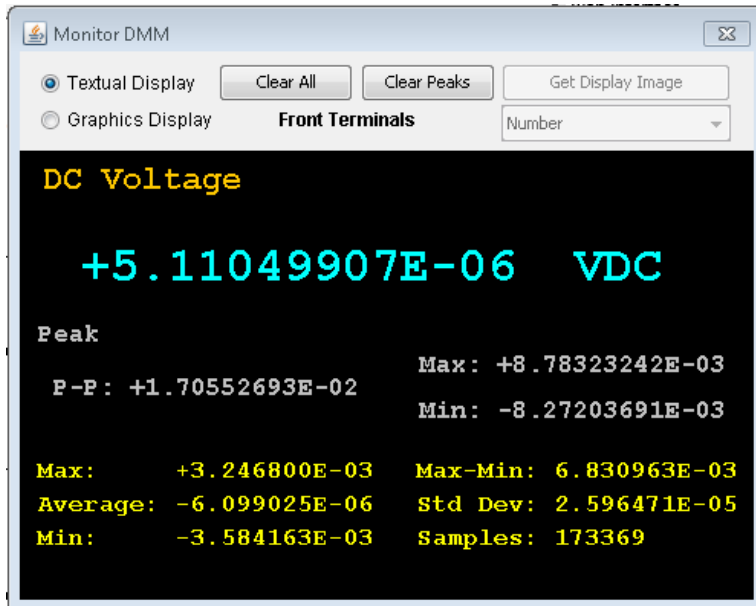 Monitor DMM
Textual Display Clear All Clear Peaks Get Display Image
Graphics Display Front Terminals Number
DC Voltage
+5.11049907E-06 VDC
Peak
Max: +8.78323242E-03
P-P: +1.70552693E-02
Min: -8.27203691E-03
Max: +3.246800E-03 Max-Min: 6.830963E-03
Average: -6.099025E-06 Std Dev: 2.596471E-05
Min: -3.584163E-03 Samples: 173369